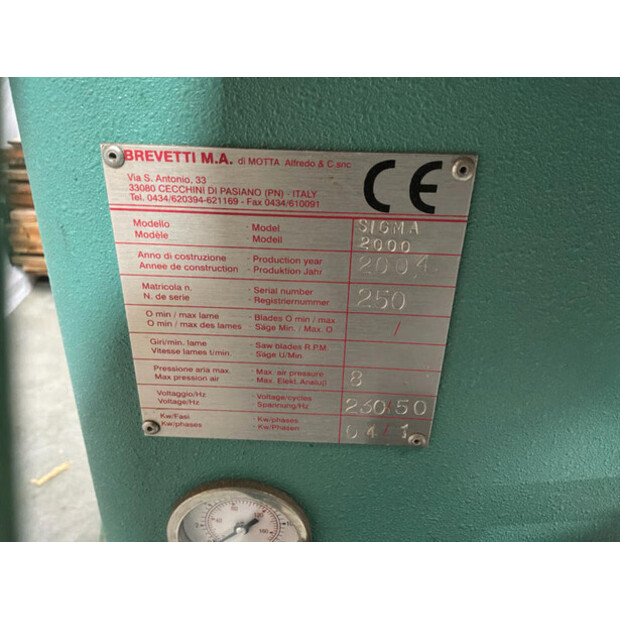 BREVETTI M.A. di MOTTA Alfredo & C. snc
Via S. Antonio, 33
33080 CECCHINI DI PASIANO (PN) - ITALY
Tel. 0434/620394-621169 - Fax 0434/610091
CE
Modello · Model SIGMA
Modèle · Modell 2000
Anno di costruzione · Production year 2004
Annee de construction · Produktion Jahr
Matricola n. · Serial number 250
N. de serie · Registriernummer
O min / max lame · Blades O min / max /
O min / max des lames · Säge Min. / Max. O
Giri/min. lame · Saw blades R.P.M.
Vitesse lames t/min. · Säge U/Min.
Pressione aria max. · Max. air pressure 8
Max pression air · Max. Elekt.
Voltaggio/Hz · Voltage/cycles 230/50
Voltage/Hz · Spannung/Hz
Kw/Fasi · Kw/phases 04/1
Kw/phases · Kw/Phasen